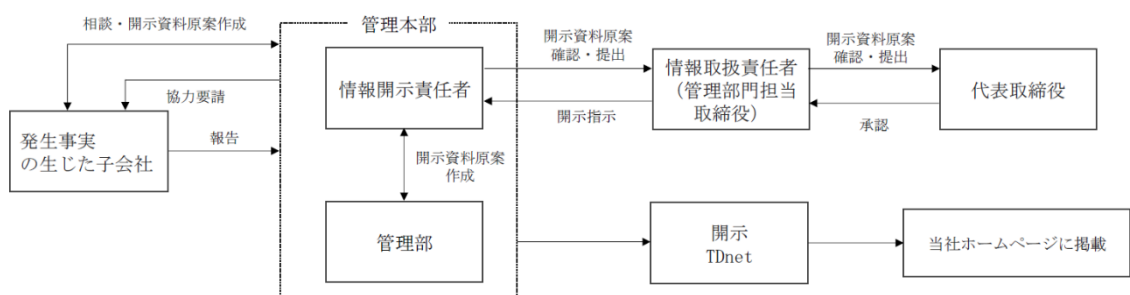 相談・開示資料原案作成
協力要請
発生事実
の生じた子会社
報告
管理本部
情報開示責任者
開示資料原案
作成
管理部
開示資料原案
確認・提出
開示指示
情報取扱責任者
（管理部門担当
取締役）
開示資料原案
確認・提出
承認
代表取締役
開示
TDnet
当社ホームページに掲載